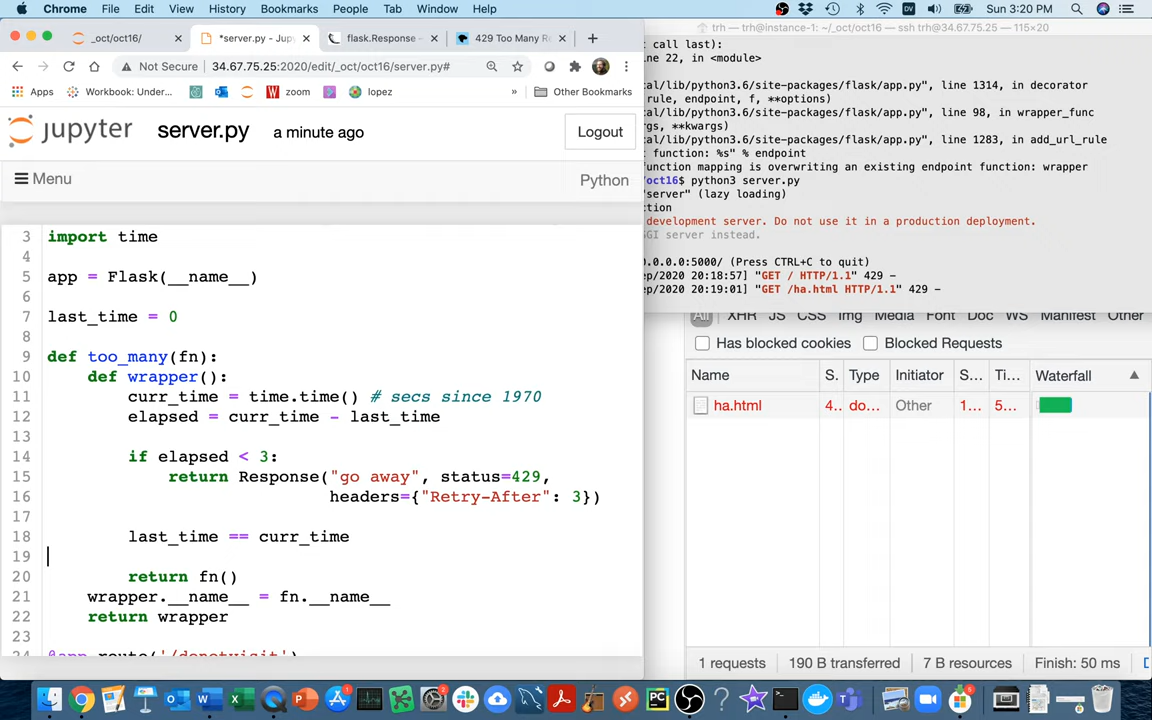 Chrome File Edit View History Bookmarks People Tab Window Help Sun 3:20 PM
_oct/oct16/ × *server.py - Jup × flask.Response - × 429 Too Many R × +
trh — trh@instance-1: ~/_oct/oct16 — ssh trh@34.67.75.25 — 115×20
Not Secure 34.67.75.25:2020/edit/_oct/oct16/server.py#
Apps Workbook: Under... zoom lopez » Other Bookmarks
jupyter server.py a minute ago Logout
Menu Python
3 import time
4
5 app = Flask(__name__)
6
7 last_time = 0
8
9 def too_many(fn):
10 def wrapper():
11 curr_time = time.time() # secs since 1970
12 elapsed = curr_time - last_time
13
14 if elapsed < 3:
15 return Response("go away", status=429,
16 headers={"Retry-After": 3})
17
18 last_time == curr_time
19
20 return fn()
21 wrapper.__name__ = fn.__name__
22 return wrapper
23
call last):
ne 22, in <module>
cal/lib/python3.6/site-packages/flask/app.py", line 1314, in decorator
rule, endpoint, f, **options)
cal/lib/python3.6/site-packages/flask/app.py", line 98, in wrapper_func
rgs, **kwargs)
cal/lib/python3.6/site-packages/flask/app.py", line 1283, in add_url_rule
t function: %s" % endpoint
function mapping is overwriting an existing endpoint function: wrapper
/oct16$ python3 server.py
"server" (lazy loading)
ction
development server. Do not use it in a production deployment.
GI server instead.
0.0.0.0:5000/ (Press CTRL+C to quit)
ep/2020 20:18:57] "GET / HTTP/1.1" 429 -
ep/2020 20:19:01] "GET /ha.html HTTP/1.1" 429 -
All XHR JS CSS Img Media Font Doc WS Manifest Other
Has blocked cookies Blocked Requests
Name S. Type Initiator S... Ti... Waterfall
ha.html 4.. do... Other 1... 5...
1 requests 190 B transferred 7 B resources Finish: 50 ms